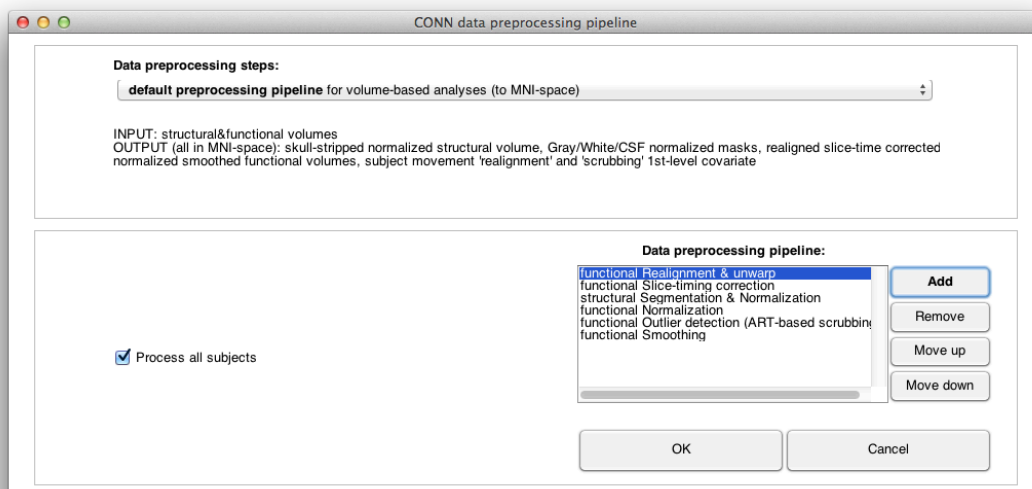 CONN data preprocessing pipeline
Data preprocessing steps:
default preprocessing pipeline for volume-based analyses (to MNI-space)
INPUT: structural&functional volumes
OUTPUT (all in MNI-space): skull-stripped normalized structural volume, Gray/White/CSF normalized masks, realigned slice-time corrected
normalized smoothed functional volumes, subject movement 'realignment' and 'scrubbing' 1st-level covariate
Data preprocessing pipeline:
functional Realignment & unwarp
functional Slice-timing correction
structural Segmentation & Normalization
functional Normalization
functional Outlier detection (ART-based scrubbing
functional Smoothing
Add
Remove
Move up
Move down
Process all subjects
OK
Cancel